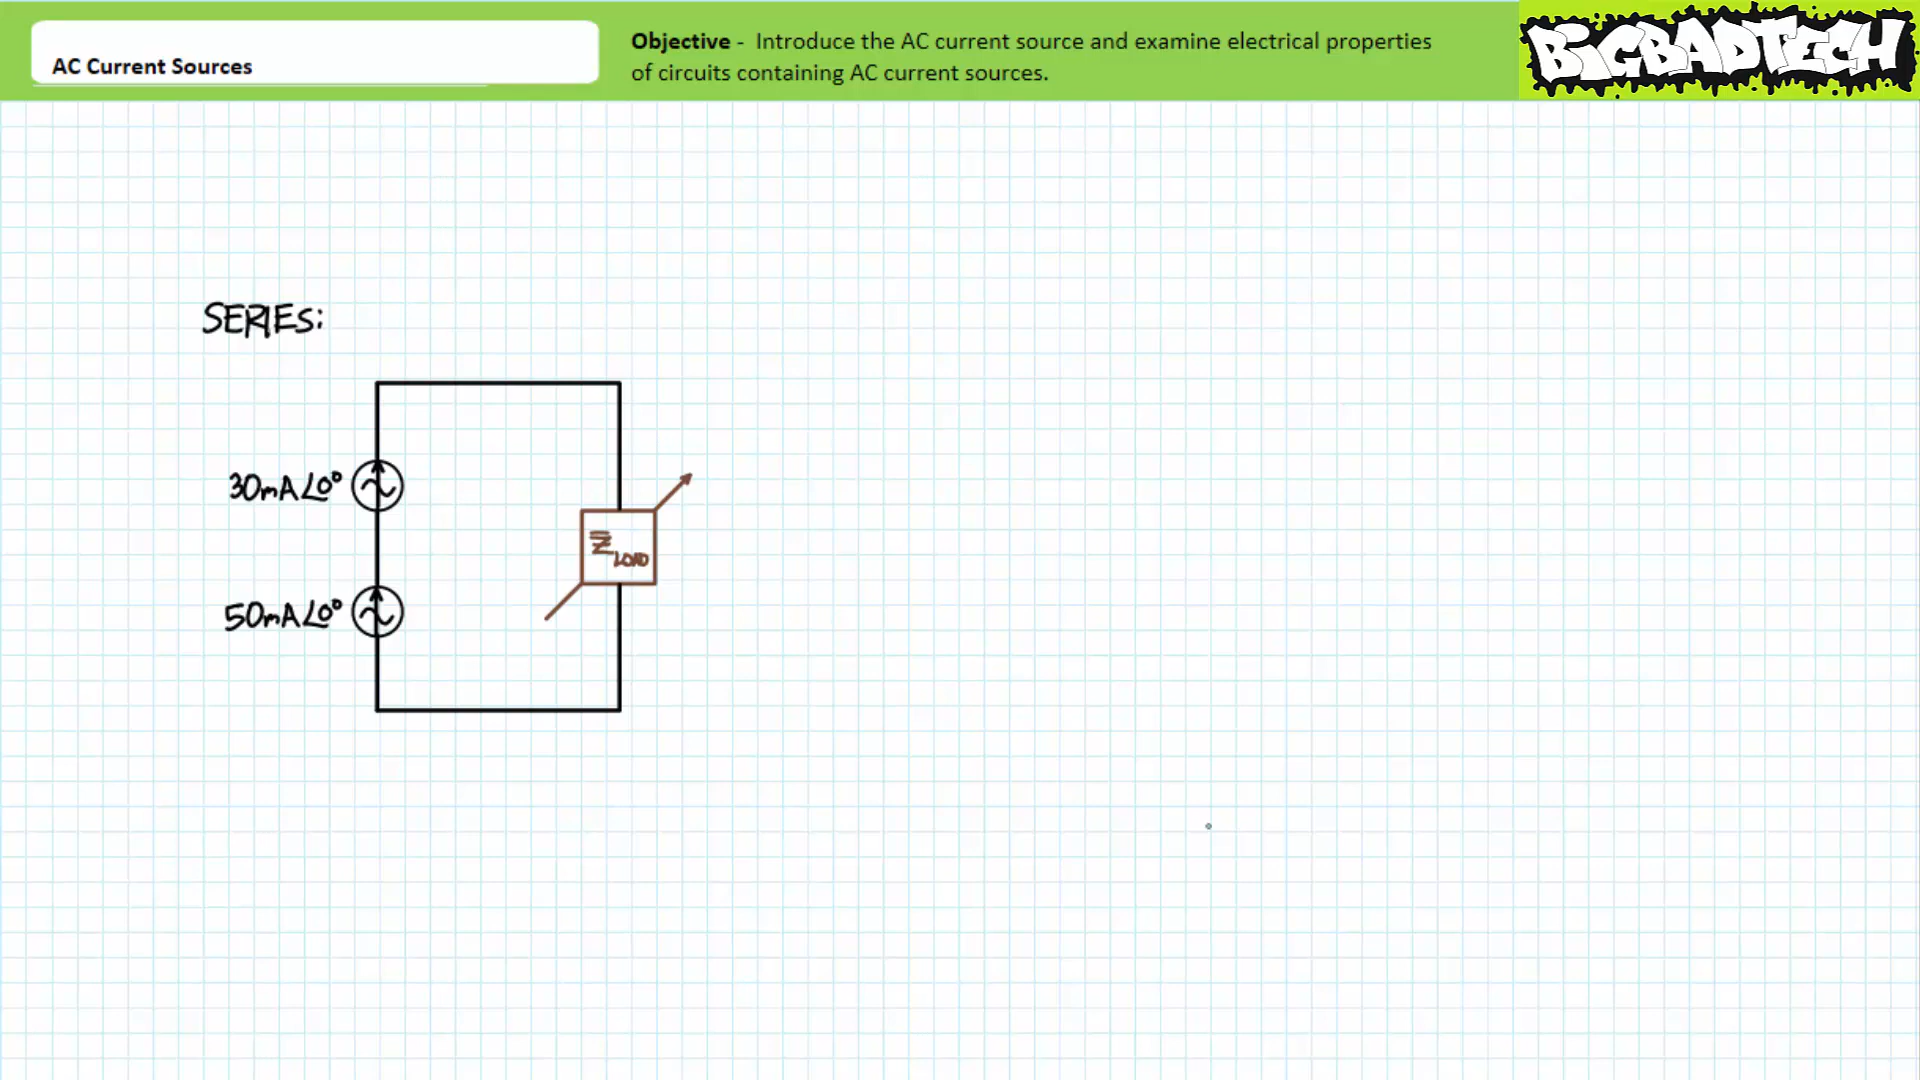 AC Current Sources
Objective - Introduce the AC current source and examine electrical properties
of circuits containing AC current sources.
BIGBADTECH
SERIES:
30mA∠0°
Z̅ LOAD
50mA∠0°